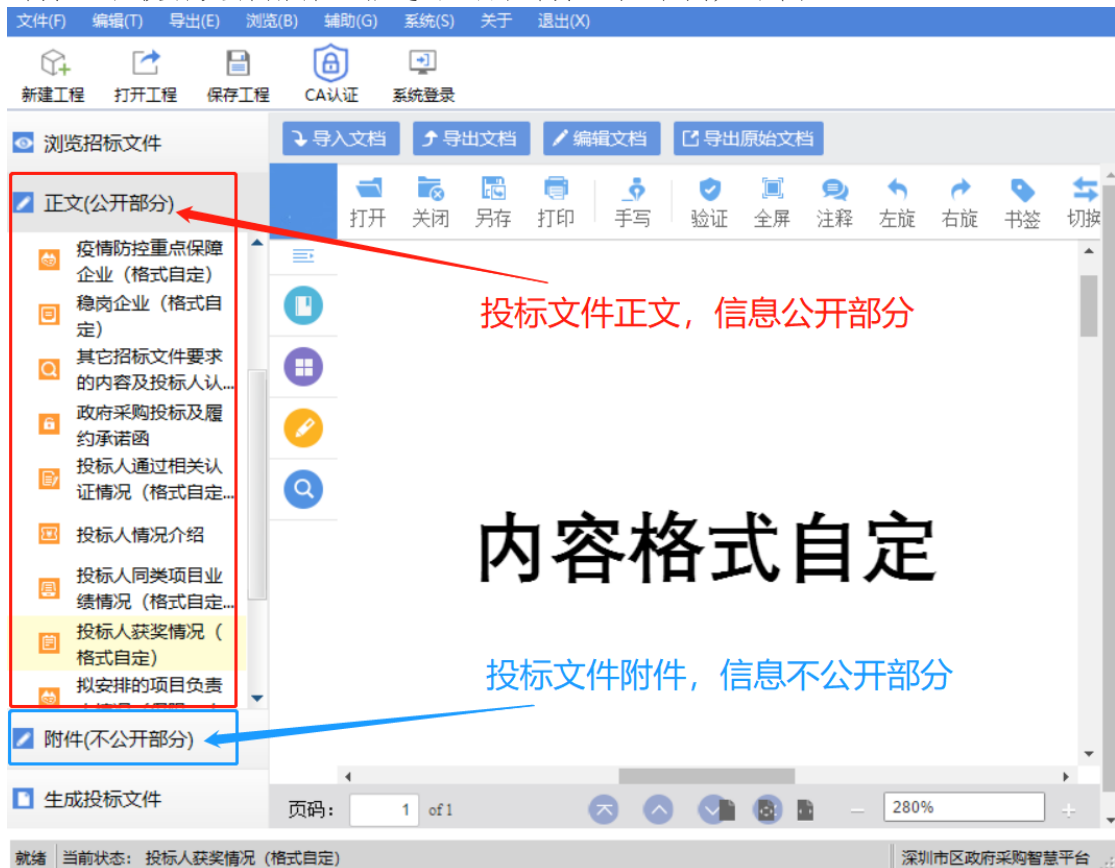 文件(F) 编辑(T) 导出(E) 浏览(B) 辅助(G) 系统(S) 关于 退出(X)
新建工程 打开工程 保存工程 CA认证 系统登录
浏览招标文件
导入文档 导出文档 编辑文档 导出原始文档
正文(公开部分)
打开 关闭 另存 打印 手写 验证 全屏 注释 左旋 右旋 书签 切换
疫情防控重点保障
企业（格式自定）
稳岗企业（格式自
定）
其它招标文件要求
的内容及投标人认...
政府采购投标及履
约承诺函
投标人通过相关认
证情况（格式自定...
投标人情况介绍
投标人同类项目业
绩情况（格式自定...
投标人获奖情况（
格式自定）
拟安排的项目负责
投标文件正文，信息公开部分
内容格式自定
投标文件附件，信息不公开部分
附件(不公开部分)
生成投标文件
页码： 1 of 1 280%
就绪 当前状态： 投标人获奖情况（格式自定） 深圳市区政府采购智慧平台